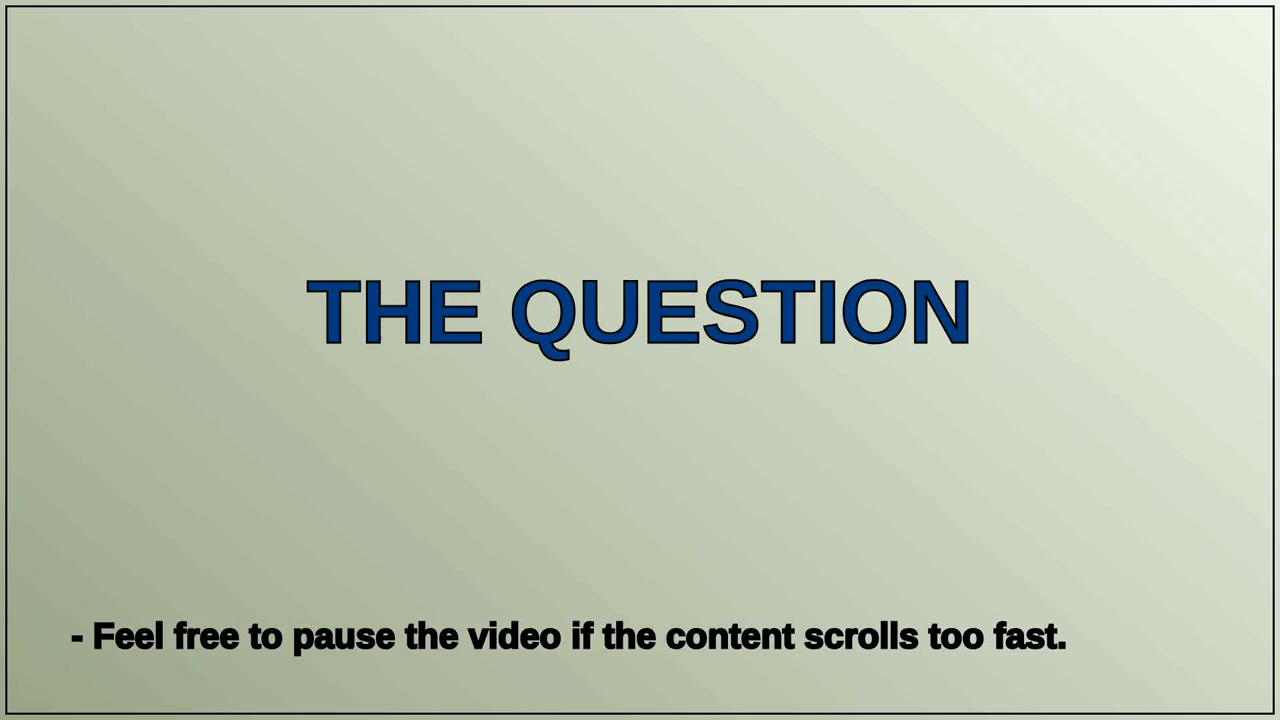 THE QUESTION
- Feel free to pause the video if the content scrolls too fast.